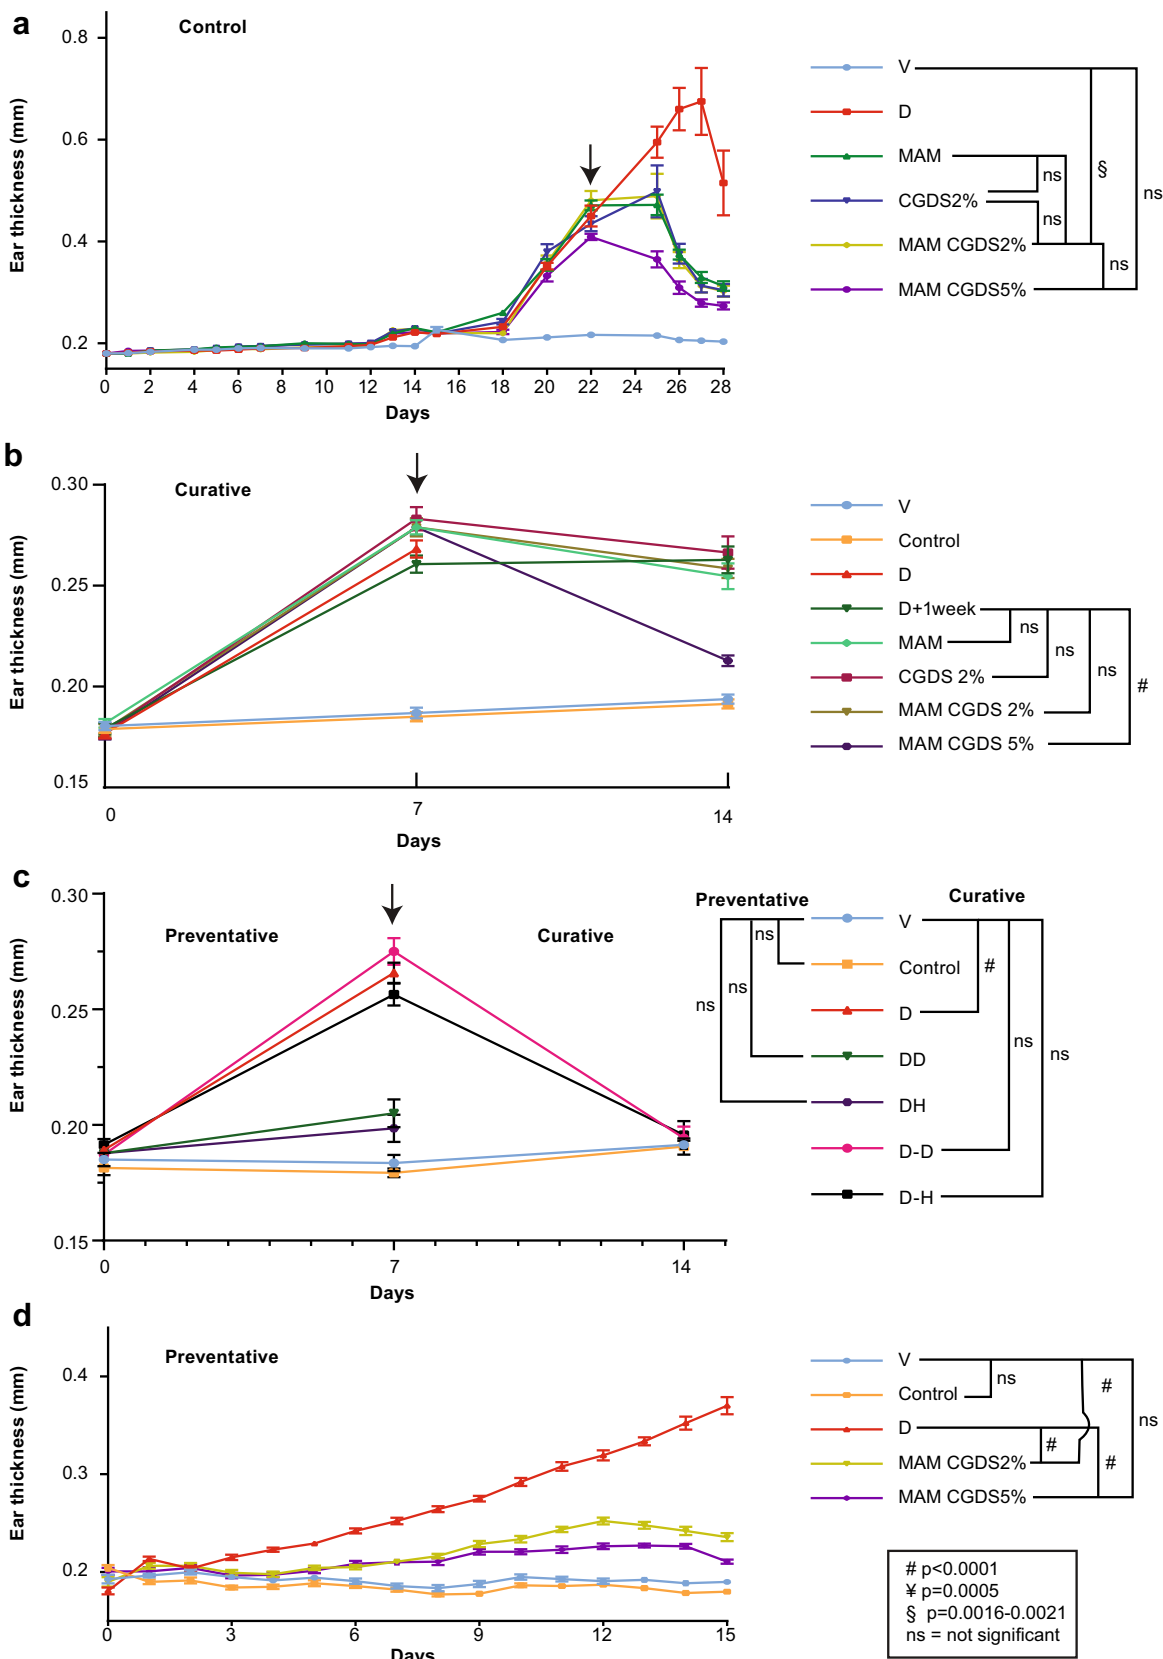 a
Control
Ear thickness (mm)
0.8
0.6
0.4
0.2
0 2 4 6 8 10 12 14 16 18 20 22 24 26 28
Days
V
D
MAM
CGDS2%
MAM CGDS2%
MAM CGDS5%
ns
ns
§
ns
ns
b
Curative
Ear thickness (mm)
0.30
0.25
0.20
0.15
0 7 14
Days
V
Control
D
D+1week
MAM
CGDS 2%
MAM CGDS 2%
MAM CGDS 5%
ns
ns
ns
#
c
Preventative
Curative
Ear thickness (mm)
0.30
0.25
0.20
0.15
0 7 14
Days
Preventative
Curative
V
Control
D
DD
DH
D-D
D-H
ns
ns
ns
#
ns
ns
d
Preventative
Ear thickness (mm)
0.4
0.3
0.2
0 3 6 9 12 15
Days
V
Control
D
MAM CGDS2%
MAM CGDS5%
ns
#
#
#
ns
# p<0.0001
¥ p=0.0005
§ p=0.0016-0.0021
ns = not significant